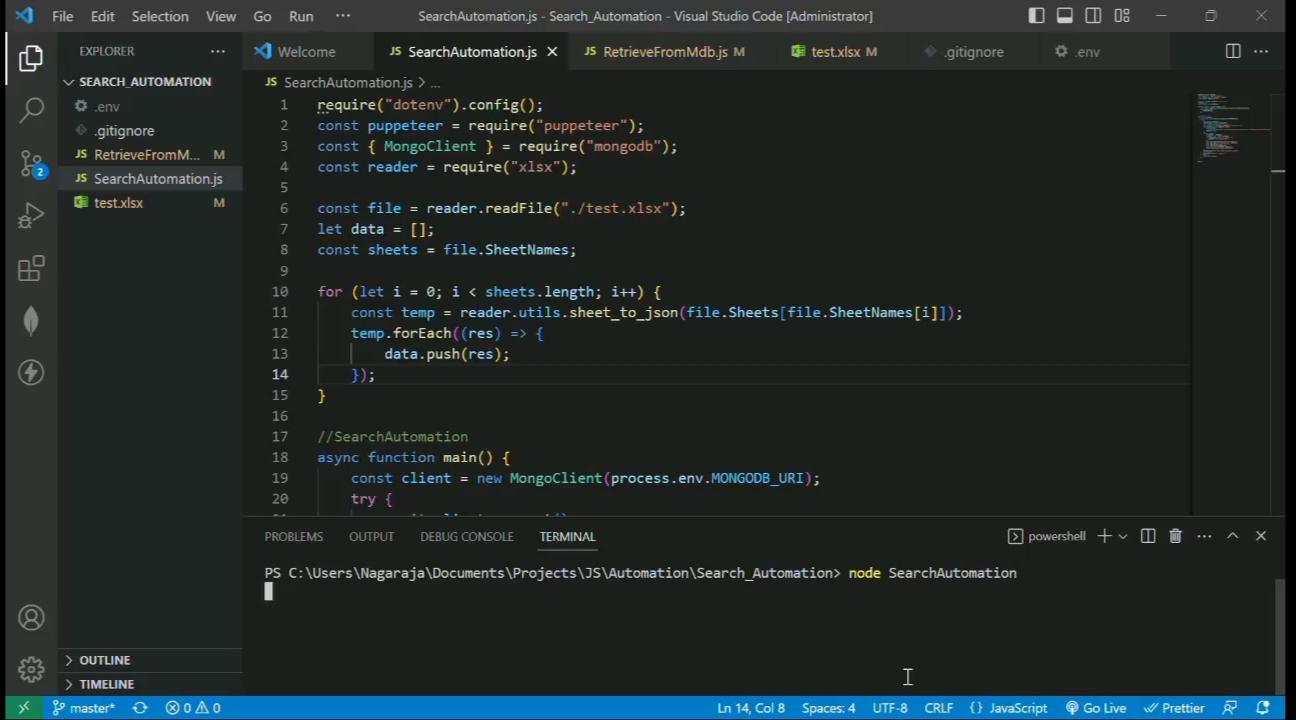 File Edit Selection View Go Run ··· SearchAutomation.js - Search_Automation - Visual Studio Code [Administrator]
EXPLORER ···
Welcome JS SearchAutomation.js JS RetrieveFromMdb.js M test.xlsx M .gitignore .env ···
SEARCH_AUTOMATION
.env
.gitignore
JS RetrieveFromM... M
JS SearchAutomation.js
test.xlsx M
2
OUTLINE
TIMELINE
JS SearchAutomation.js > ...
1 require("dotenv").config();
2 const puppeteer = require("puppeteer");
3 const { MongoClient } = require("mongodb");
4 const reader = require("xlsx");
5
6 const file = reader.readFile("./test.xlsx");
7 let data = [];
8 const sheets = file.SheetNames;
9
10 for (let i = 0; i < sheets.length; i++) {
11 const temp = reader.utils.sheet_to_json(file.Sheets[file.SheetNames[i]]);
12 temp.forEach((res) => {
13 data.push(res);
14 });
15 }
16
17 //SearchAutomation
18 async function main() {
19 const client = new MongoClient(process.env.MONGODB_URI);
20 try {
PROBLEMS OUTPUT DEBUG CONSOLE TERMINAL powershell ···
PS C:\Users\Nagaraja\Documents\Projects\JS\Automation\Search_Automation> node SearchAutomation
master* 0 0 Ln 14, Col 8 Spaces: 4 UTF-8 CRLF {} JavaScript Go Live Prettier